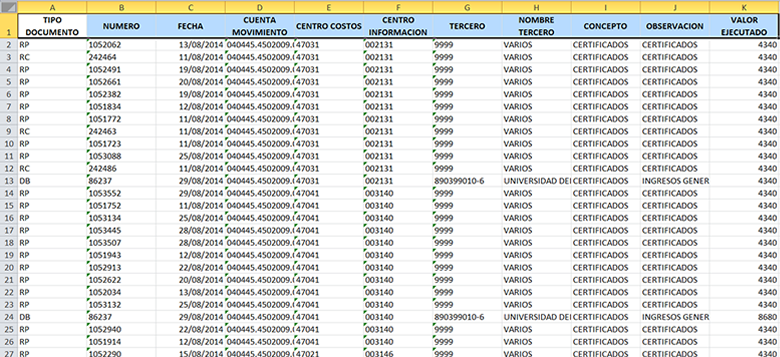 A B C D E F G H I J K
1 TIPO DOCUMENTO NUMERO FECHA CUENTA MOVIMIENTO CENTRO COSTOS CENTRO INFORMACION TERCERO NOMBRE TERCERO CONCEPTO OBSERVACION VALOR EJECUTADO
2 RP 1052062 13/08/2014 040445.4502009. 47031 002131 9999 VARIOS CERTIFICADOS CERTIFICADOS 4340
3 RC 242464 11/08/2014 040445.4502009. 47031 002131 9999 VARIOS CERTIFICADOS CERTIFICADOS 4340
4 RP 1052491 19/08/2014 040445.4502009. 47031 002131 9999 VARIOS CERTIFICADOS CERTIFICADOS 4340
5 RP 1052661 20/08/2014 040445.4502009. 47031 002131 9999 VARIOS CERTIFICADOS CERTIFICADOS 4340
6 RP 1052382 19/08/2014 040445.4502009. 47031 002131 9999 VARIOS CERTIFICADOS CERTIFICADOS 4340
7 RP 1051834 12/08/2014 040445.4502009. 47031 002131 9999 VARIOS CERTIFICADOS CERTIFICADOS 4340
8 RP 1051772 11/08/2014 040445.4502009. 47031 002131 9999 VARIOS CERTIFICADOS CERTIFICADOS 4340
9 RC 242463 11/08/2014 040445.4502009. 47031 002131 9999 VARIOS CERTIFICADOS CERTIFICADOS 4340
10 RP 1051723 11/08/2014 040445.4502009. 47031 002131 9999 VARIOS CERTIFICADOS CERTIFICADOS 4340
11 RP 1053088 25/08/2014 040445.4502009. 47031 002131 9999 VARIOS CERTIFICADOS CERTIFICADOS 4340
12 RC 242486 11/08/2014 040445.4502009. 47031 002131 9999 VARIOS CERTIFICADOS CERTIFICADOS 4340
13 DB 86237 29/08/2014 040445.4502009. 47031 002131 890399010-6 UNIVERSIDAD DE CERTIFICADOS INGRESOS GENER 4340
14 RP 1053552 29/08/2014 040445.4502009. 47041 003140 9999 VARIOS CERTIFICADOS CERTIFICADOS 4340
15 RP 1051752 11/08/2014 040445.4502009. 47041 003140 9999 VARIOS CERTIFICADOS CERTIFICADOS 4340
16 RP 1053134 25/08/2014 040445.4502009. 47041 003140 9999 VARIOS CERTIFICADOS CERTIFICADOS 4340
17 RP 1053445 28/08/2014 040445.4502009. 47041 003140 9999 VARIOS CERTIFICADOS CERTIFICADOS 4340
18 RP 1053507 28/08/2014 040445.4502009. 47041 003140 9999 VARIOS CERTIFICADOS CERTIFICADOS 4340
19 RP 1051943 12/08/2014 040445.4502009. 47041 003140 9999 VARIOS CERTIFICADOS CERTIFICADOS 4340
20 RP 1052913 22/08/2014 040445.4502009. 47041 003140 9999 VARIOS CERTIFICADOS CERTIFICADOS 4340
21 RP 1052622 20/08/2014 040445.4502009. 47041 003140 9999 VARIOS CERTIFICADOS CERTIFICADOS 4340
22 RP 1052034 13/08/2014 040445.4502009. 47041 003140 9999 VARIOS CERTIFICADOS CERTIFICADOS 4340
23 RP 1053132 25/08/2014 040445.4502009. 47041 003140 9999 VARIOS CERTIFICADOS CERTIFICADOS 4340
24 DB 86237 29/08/2014 040445.4502009. 47041 003140 890399010-6 UNIVERSIDAD DE CERTIFICADOS INGRESOS GENER 8680
25 RP 1052940 22/08/2014 040445.4502009. 47021 003146 9999 VARIOS CERTIFICADOS CERTIFICADOS 4340
26 RP 1051914 12/08/2014 040445.4502009. 47021 003146 9999 VARIOS CERTIFICADOS CERTIFICADOS 4340
27 RP 1052290 15/08/2014 040445.4502009. 47021 003146 9999 VARIOS CERTIFICADOS CERTIFICADOS 4340